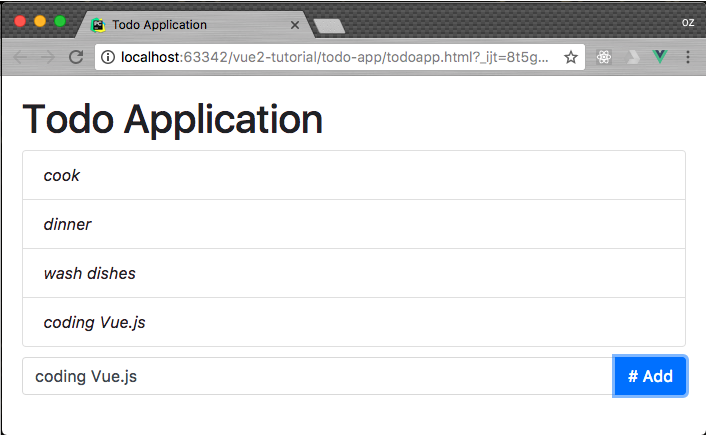 Todo Application
oz
localhost:63342/vue2-tutorial/todo-app/todoapp.html?_ijt=8t5g...
Todo Application
cook
dinner
wash dishes
coding Vue.js
coding Vue.js
# Add